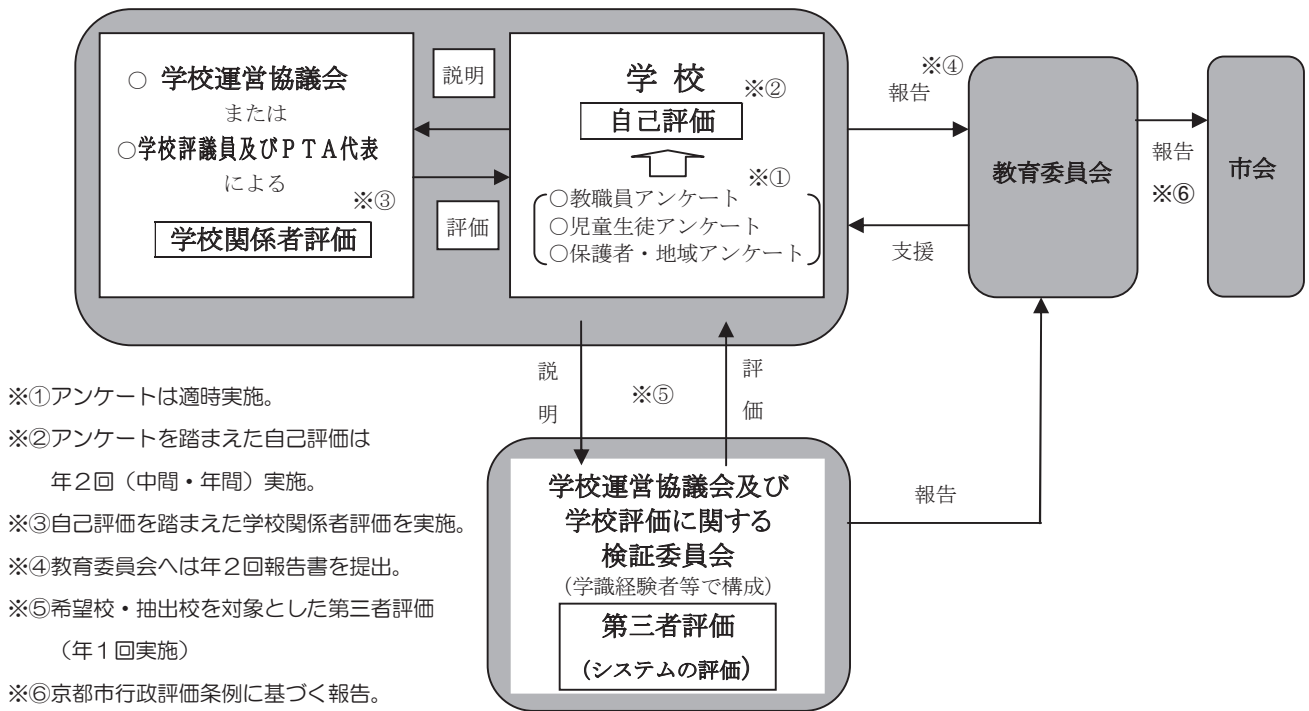 ○ 学校運営協議会
または
○学校評議員及びＰＴＡ代表
による
※③
学校関係者評価
説明
評価
学 校
※②
自己評価
※①
○教職員アンケート
○児童生徒アンケート
○保護者・地域アンケート
※④
報告
支援
教育委員会
報告
※⑥
市会
説明
※⑤
評価
学校運営協議会及び
学校評価に関する
検証委員会
(学識経験者等で構成)
第三者評価
(システムの評価)
報告
※①アンケートは適時実施。
※②アンケートを踏まえた自己評価は
年２回（中間・年間）実施。
※③自己評価を踏まえた学校関係者評価を実施。
※④教育委員会へは年２回報告書を提出。
※⑤希望校・抽出校を対象とした第三者評価
（年１回実施）
※⑥京都市行政評価条例に基づく報告。